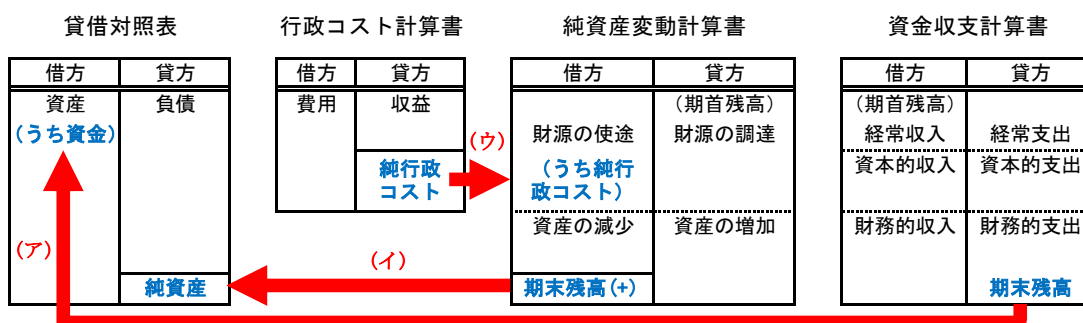 貸借対照表
行政コスト計算書
純資産変動計算書
資金収支計算書
借方 貸方
資産 負債
(うち資金)
(ア)
純資産
借方 貸方
費用 収益
純行政
コスト
(ウ)
(イ)
借方 貸方
(期首残高)
財源の使途 財源の調達
(うち純行
政コスト)
資産の減少 資産の増加
期末残高(+)
借方 貸方
(期首残高)
経常収入 経常支出
資本的収入 資本的支出
財務的収入 財務的支出
期末残高